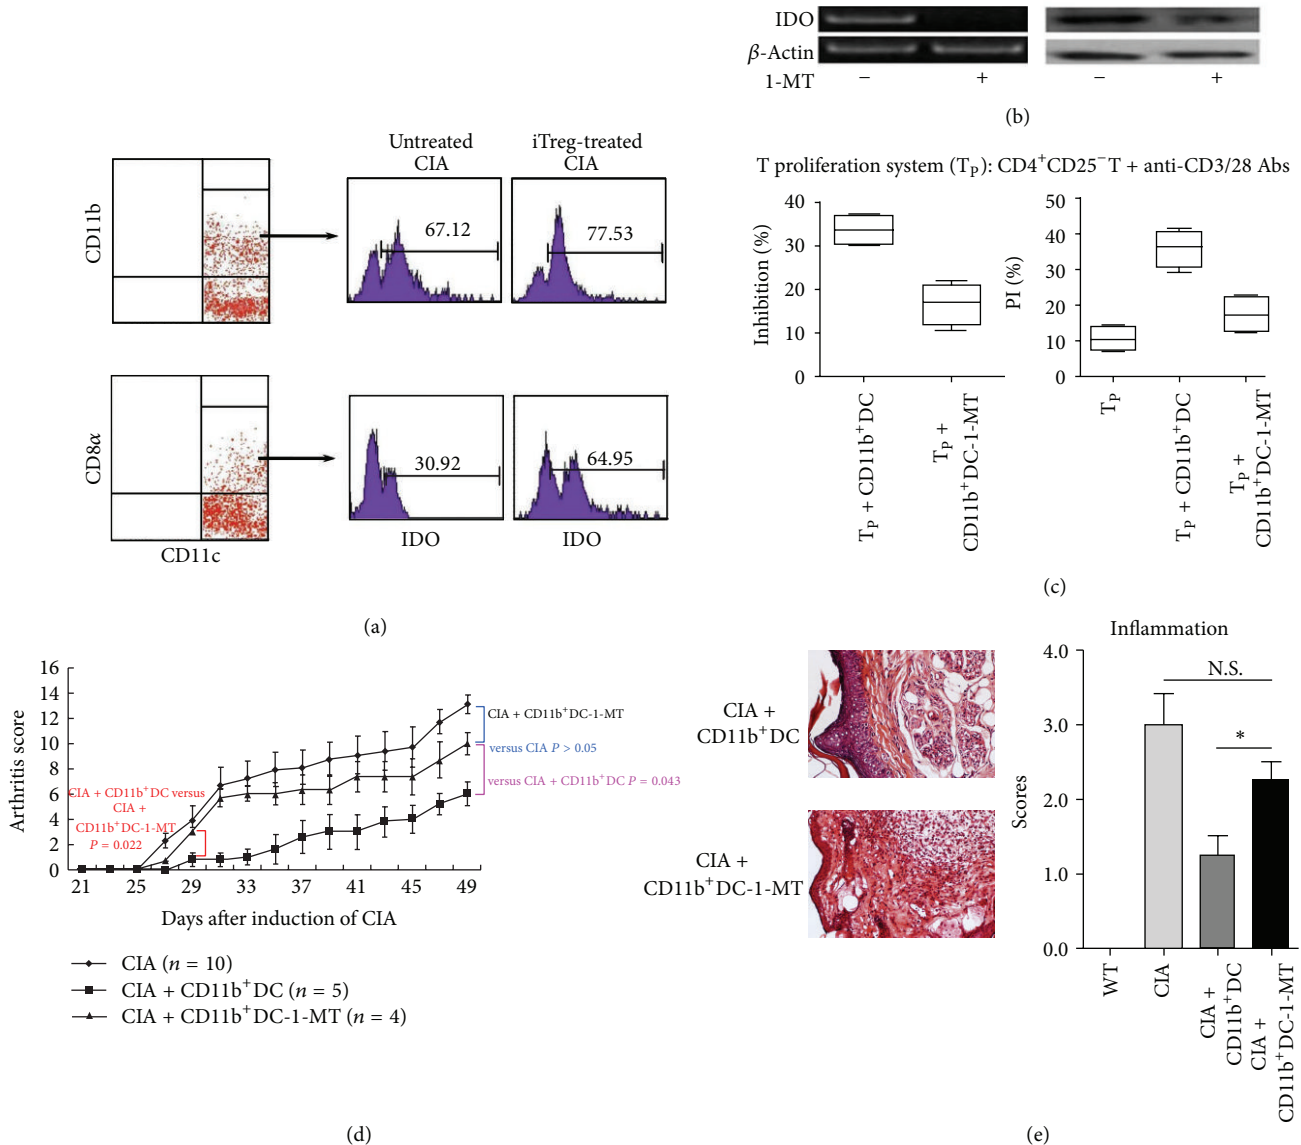 IDO
β-Actin
1-MT
−
+
−
+
(b)
Untreated
CIA
iTreg-treated
CIA
CD11b
67.12
77.53
CD8α
30.92
64.95
CD11c
IDO
IDO
(a)
T proliferation system (Tₚ): CD4⁺CD25⁻T + anti-CD3/28 Abs
Inhibition (%)
40
30
20
10
0
Tₚ + CD11b⁺DC
Tₚ +
CD11b⁺DC-1-MT
PI (%)
50
40
30
20
10
0
Tₚ
Tₚ + CD11b⁺DC
Tₚ +
CD11b⁺DC-1-MT
(c)
Arthritis score
16
14
12
10
8
6
4
2
0
21
25
29
33
37
41
45
49
Days after induction of CIA
CIA + CD11b⁺DC versus
CIA +
CD11b⁺DC-1-MT
P = 0.022
CIA + CD11b⁺DC-1-MT
versus CIA P > 0.05
versus CIA + CD11b⁺DC P = 0.043
CIA (n = 10)
CIA + CD11b⁺DC (n = 5)
CIA + CD11b⁺DC-1-MT (n = 4)
(d)
CIA +
CD11b⁺DC
CIA +
CD11b⁺DC-1-MT
Inflammation
Scores
4.0
3.0
2.0
1.0
0.0
N.S.
*
WT
CIA
CIA +
CD11b⁺DC
CIA +
CD11b⁺DC-1-MT
(e)